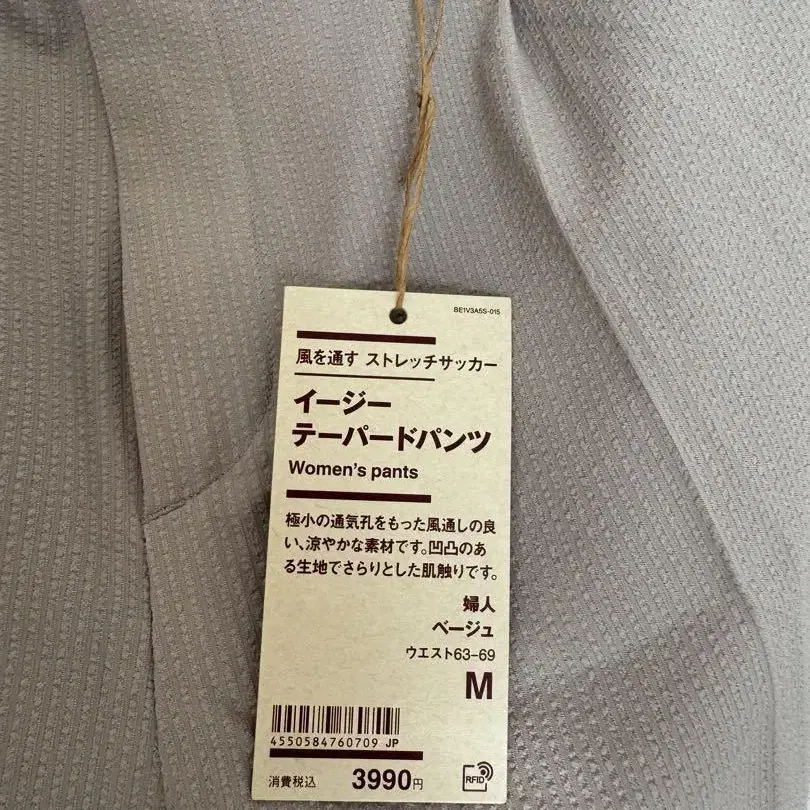 BE1V3A5S-015
風を通す ストレッチサッカー
イージー
テーパードパンツ
Women's pants
極小の通気孔をもった風通しの良
い、涼やかな素材です。凹凸のあ
る生地でさらりとした肌触りです。
婦人
ベージュ
ウエスト63-69
M
4550584760709 JP
消費税込 3990円
RFID